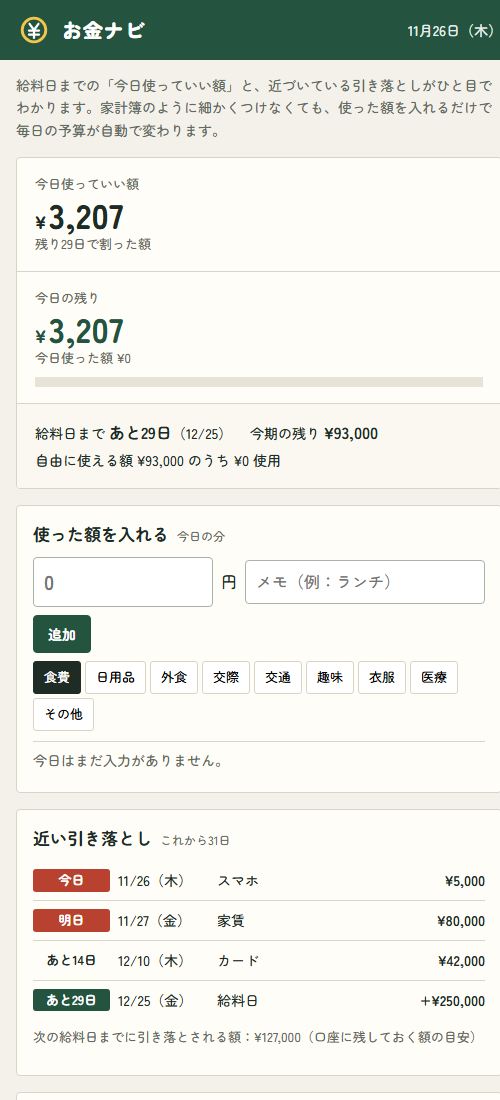 お金ナビ
11月26日（木）
給料日までの「今日使っていい額」と、近づいている引き落としがひと目で
わかります。家計簿のように細かくつけなくても、使った額を入れるだけで
毎日の予算が自動で変わります。
今日使っていい額
¥3,207
残り29日で割った額
今日の残り
¥3,207
今日使った額 ¥0
給料日まで あと29日（12/25） 今期の残り ¥93,000
自由に使える額 ¥93,000 のうち ¥0 使用
使った額を入れる 今日の分
0 円 メモ（例：ランチ）
追加
食費 日用品 外食 交際 交通 趣味 衣服 医療
その他
今日はまだ入力がありません。
近い引き落とし これから31日
今日 11/26（木） スマホ ¥5,000
明日 11/27（金） 家賃 ¥80,000
あと14日 12/10（木） カード ¥42,000
あと29日 12/25（金） 給料日 +¥250,000
次の給料日までに引き落とされる額：¥127,000（口座に残しておく額の目安）